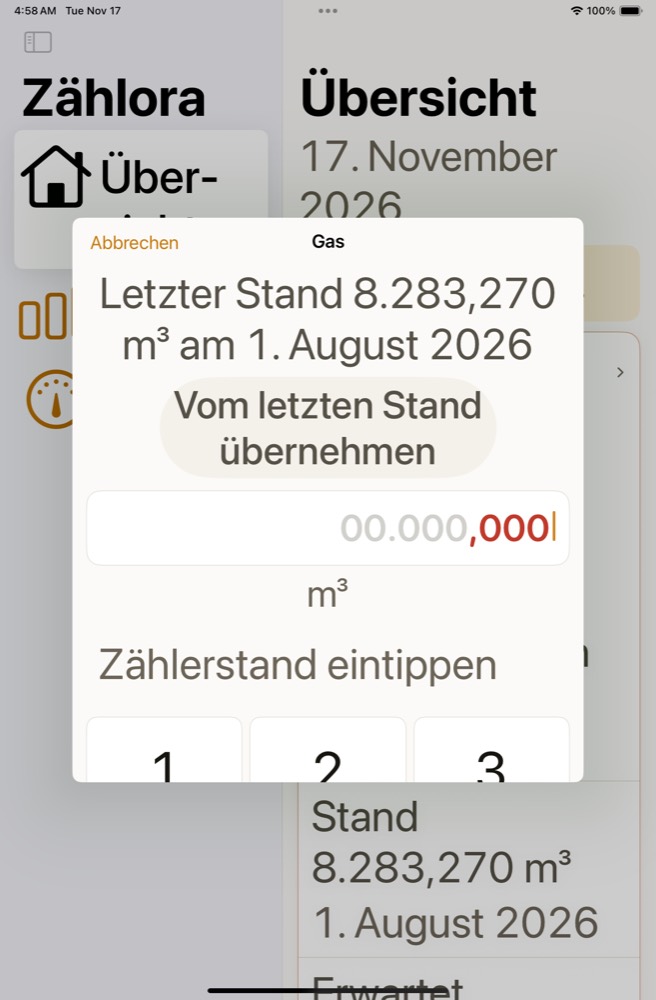 4:58 AM Tue Nov 17
100%
Zählora
Über-
Übersicht
17. November
2026
Abbrechen
Gas
Letzter Stand 8.283,270
m³ am 1. August 2026
Vom letzten Stand
übernehmen
00.000,000
m³
Zählerstand eintippen
1
2
3
Stand
8.283,270 m³
1. August 2026
Erwartet